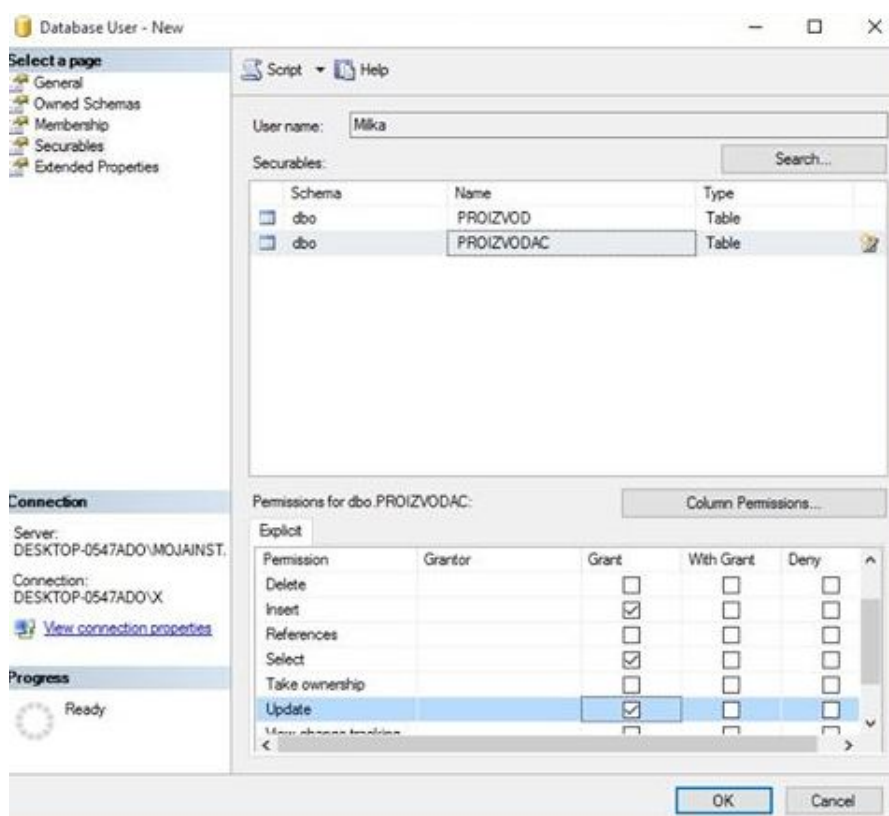 Database User - New
Select a page
General
Owned Schemas
Membership
Securables
Extended Properties
Script Help
User name: Milka
Securables: Search...
Schema Name Type
dbo PROIZVOD Table
dbo PROIZVODAC Table
Connection
Server:
DESKTOP-0547ADO\MOJAINST.
Connection:
DESKTOP-0547ADO\X
View connection properties
Progress
Ready
Permissions for dbo.PROIZVODAC: Column Permissions...
Explicit
Permission Grantor Grant With Grant Deny
Delete
Insert
References
Select
Take ownership
Update
View change tracking
OK Cancel